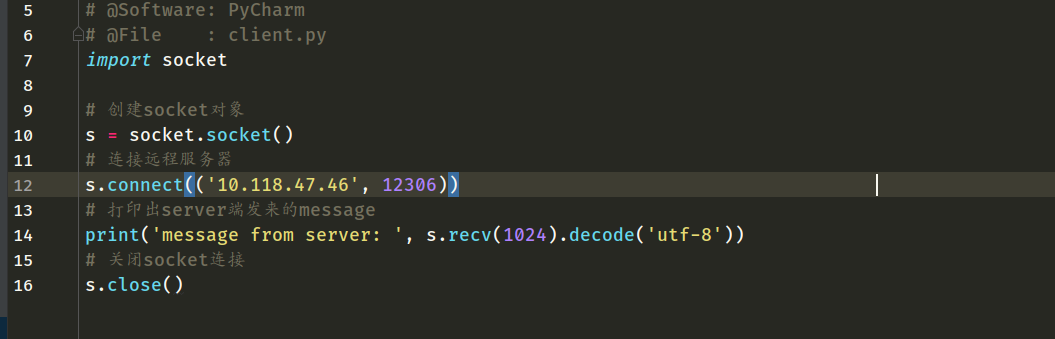 5 # @Software: PyCharm
6 # @File    : client.py
7 import socket
8
9 # 创建socket对象
10 s = socket.socket()
11 # 连接远程服务器
12 s.connect(('10.118.47.46', 12306))
13 # 打印出server端发来的message
14 print('message from server: ', s.recv(1024).decode('utf-8'))
15 # 关闭socket连接
16 s.close()